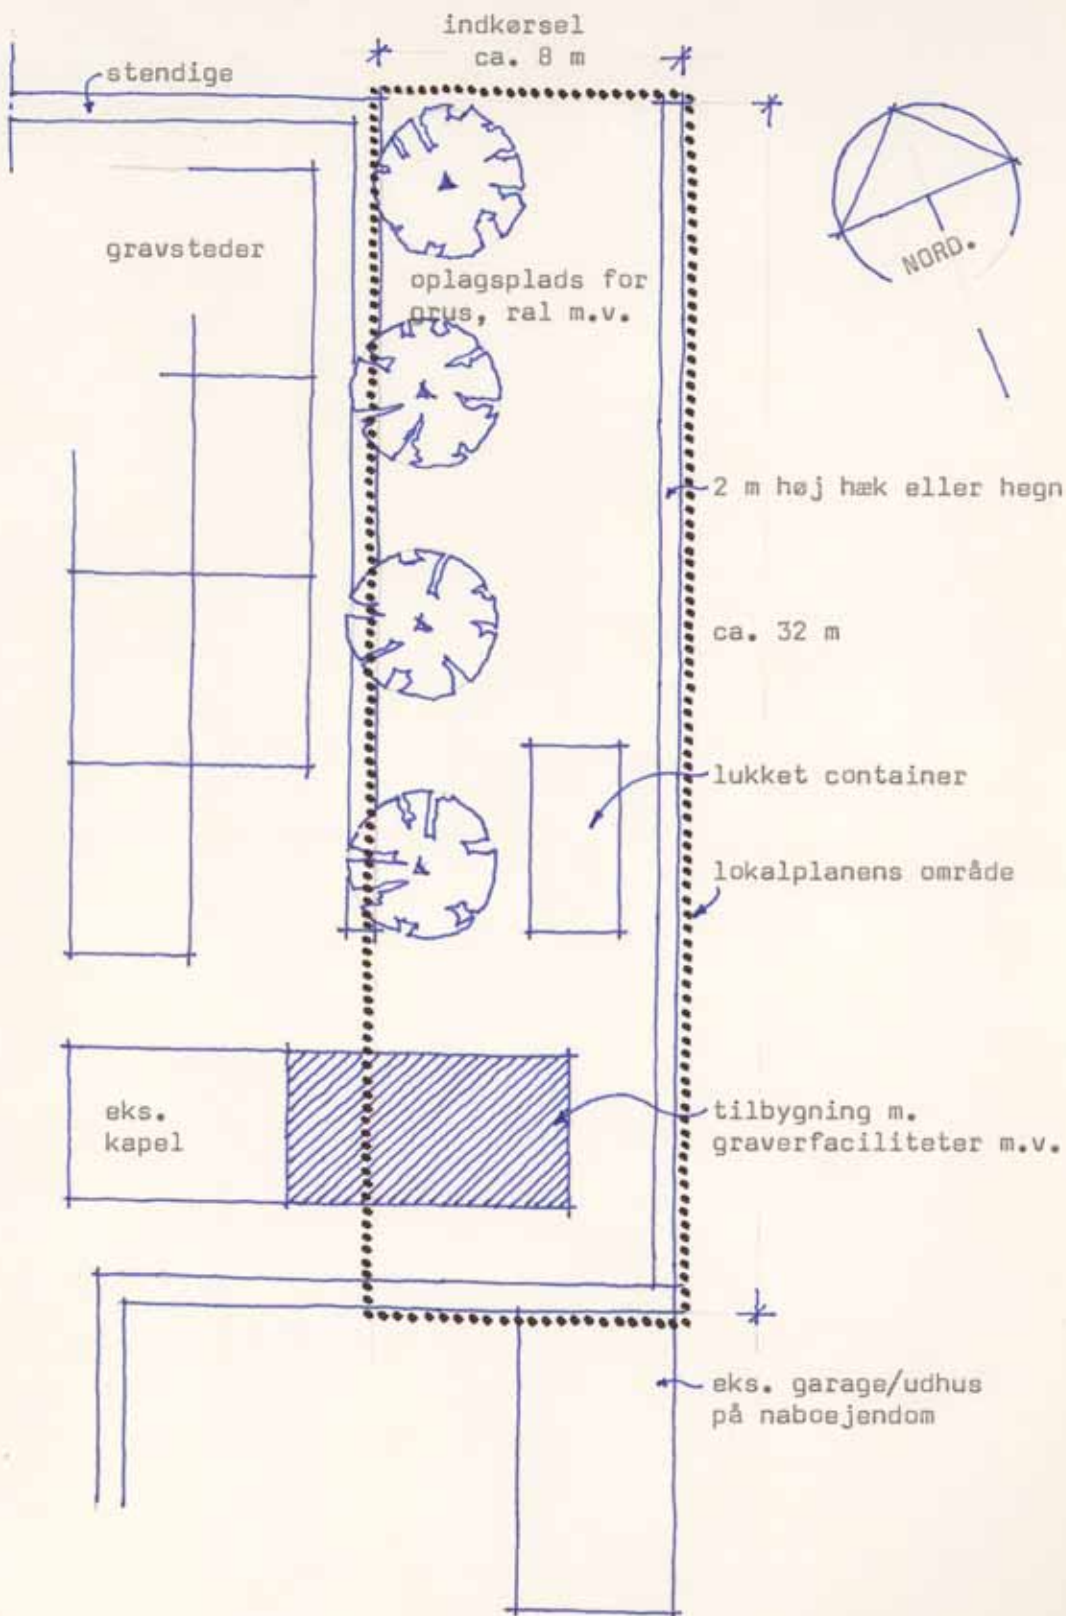 indkørsel
ca. 8 m
stendige
gravsteder
NORD.
oplagsplads for
grus, ral m.v.
2 m høj hæk eller hegn
ca. 32 m
lukket container
lokalplanens område
eks.
kapel
tilbygning m.
graverfaciliteter m.v.
eks. garage/udhus
på naboejendom